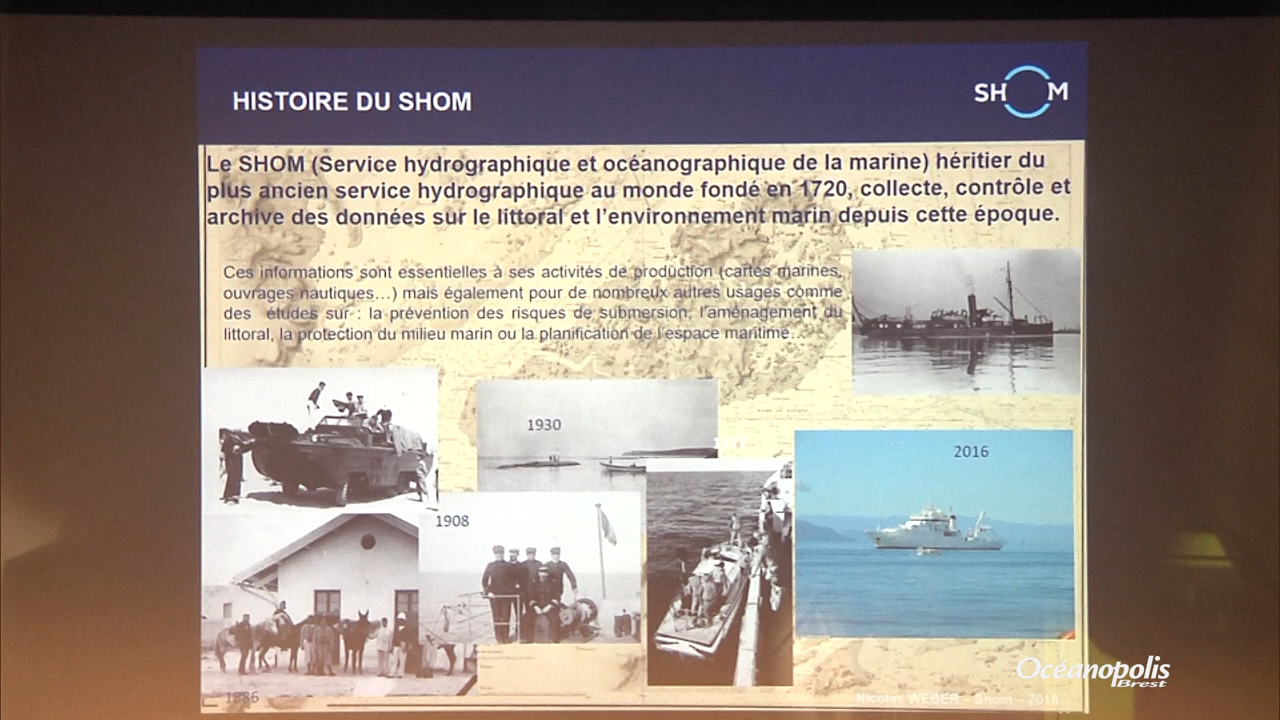 HISTOIRE DU SHOM
SHOM
Le SHOM (Service hydrographique et océanographique de la marine) héritier du
plus ancien service hydrographique au monde fondé en 1720, collecte, contrôle et
archive des données sur le littoral et l'environnement marin depuis cette époque.
Ces informations sont essentielles à ses activités de production (cartes marines,
ouvrages nautiques…) mais également pour de nombreux autres usages comme
des études sur : la prévention des risques de submersion, l'aménagement du
littoral, la protection du milieu marin ou la planification de l'espace maritime…
1930
2016
1908
1886
Océanopolis
Brest
Nicolas WEBER – Shom – 2018